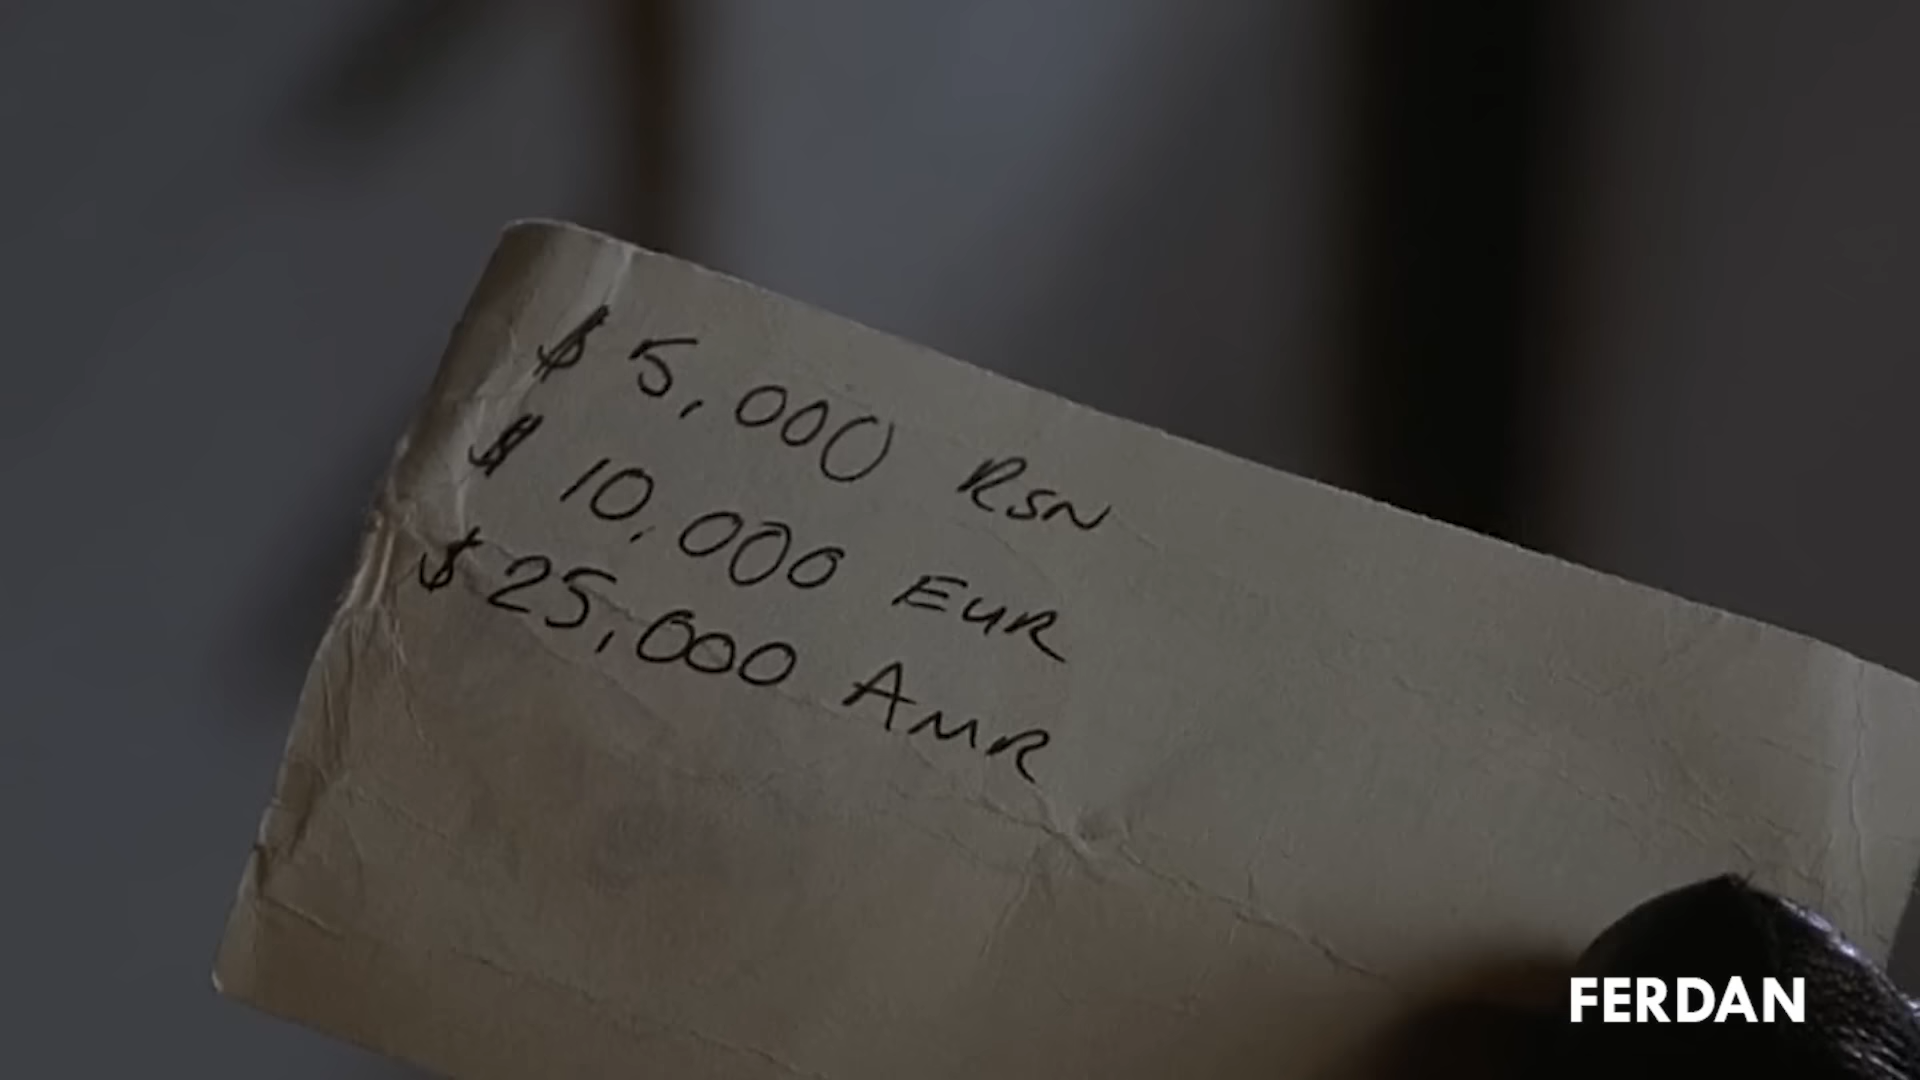 $ 5,000 RSN
$ 10,000 EUR
$ 25,000 AMR
FERDAN